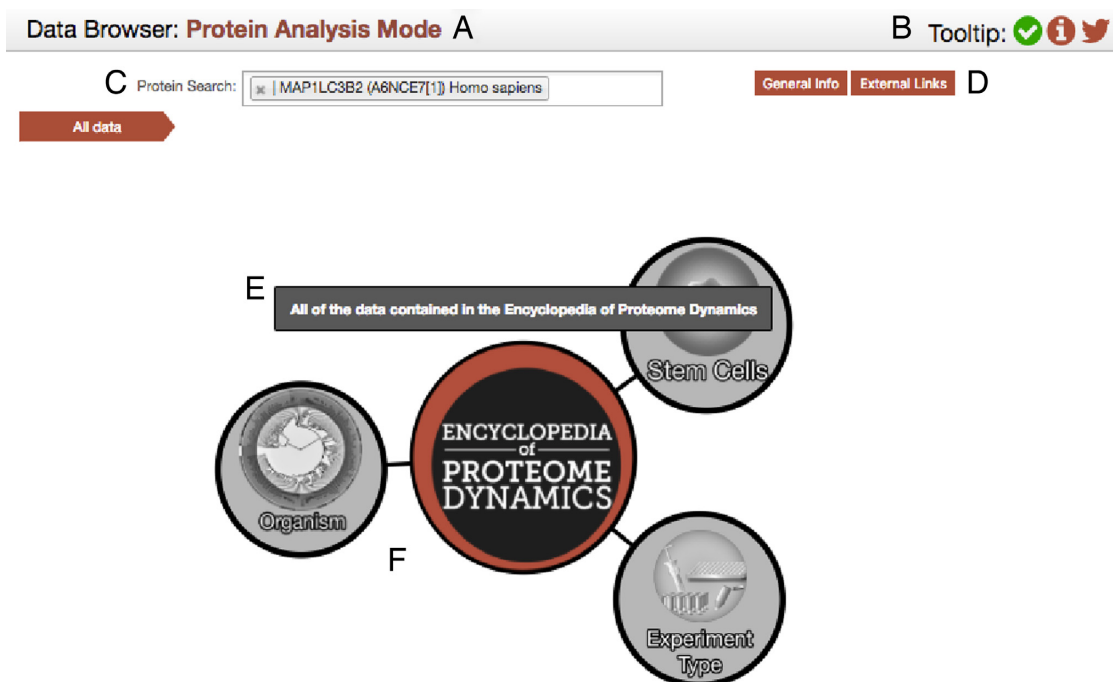 Data Browser: Protein Analysis Mode A
B Tooltip:
C Protein Search: × | MAP1LC3B2 (A6NCE7[1]) Homo sapiens
General Info External Links D
All data
E
All of the data contained in the Encyclopedia of Proteome Dynamics
Stem Cells
ENCYCLOPEDIA
of
PROTEOME
DYNAMICS
Organism
F
Experiment
Type